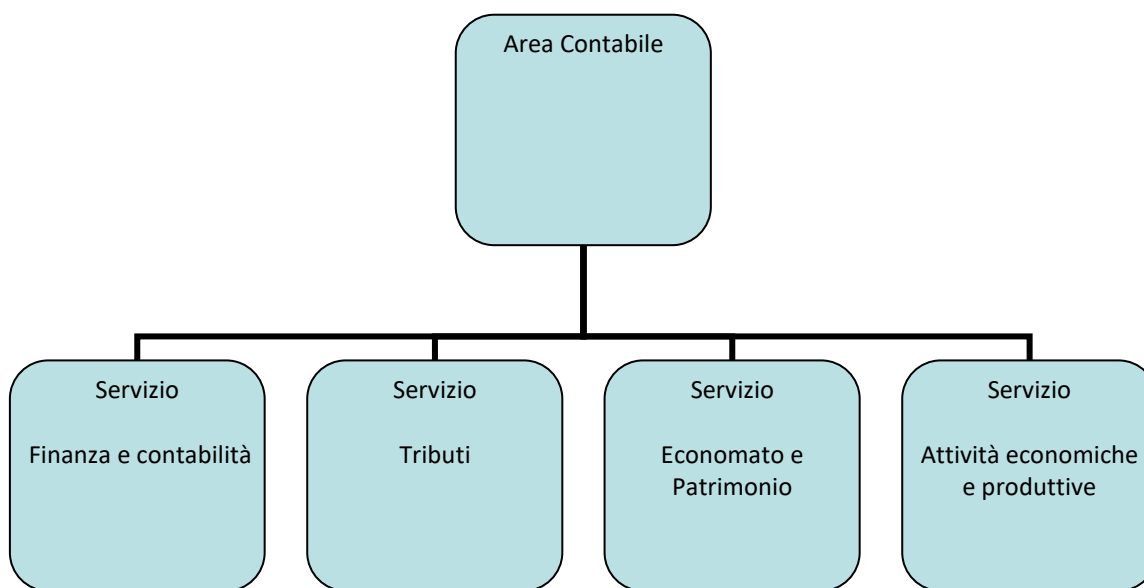 Area Contabile
Servizio
Finanza e contabilità
Servizio
Tributi
Servizio
Economato e
Patrimonio
Servizio
Attività economiche
e produttive